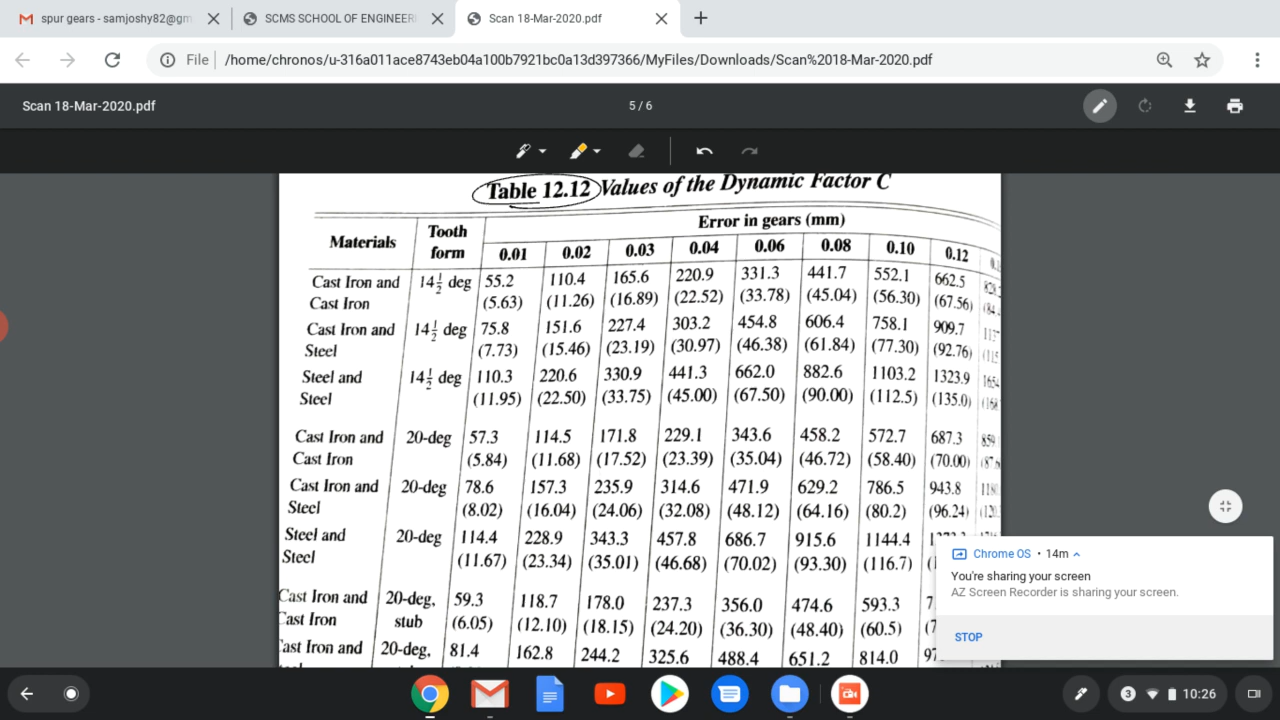 spur gears - samjoshy82@gm
SCMS SCHOOL OF ENGINEERI
Scan 18-Mar-2020.pdf
File /home/chronos/u-316a011ace8743eb04a100b7921bc0a13d397366/MyFiles/Downloads/Scan%2018-Mar-2020.pdf
Scan 18-Mar-2020.pdf 5 / 6
Table 12.12 Values of the Dynamic Factor C
Materials Tooth form Error in gears (mm)
0.01 0.02 0.03 0.04 0.06 0.08 0.10 0.12
Cast Iron and 14½ deg 55.2 110.4 165.6 220.9 331.3 441.7 552.1 662.5
Cast Iron (5.63) (11.26) (16.89) (22.52) (33.78) (45.04) (56.30) (67.56)
Cast Iron and 14½ deg 75.8 151.6 227.4 303.2 454.8 606.4 758.1 909.7
Steel (7.73) (15.46) (23.19) (30.97) (46.38) (61.84) (77.30) (92.76)
Steel and 14½ deg 110.3 220.6 330.9 441.3 662.0 882.6 1103.2 1323.9
Steel (11.95) (22.50) (33.75) (45.00) (67.50) (90.00) (112.5) (135.0)
Cast Iron and 20-deg 57.3 114.5 171.8 229.1 343.6 458.2 572.7 687.3
Cast Iron (5.84) (11.68) (17.52) (23.39) (35.04) (46.72) (58.40) (70.00)
Cast Iron and 20-deg 78.6 157.3 235.9 314.6 471.9 629.2 786.5 943.8
Steel (8.02) (16.04) (24.06) (32.08) (48.12) (64.16) (80.2) (96.24)
Steel and 20-deg 114.4 228.9 343.3 457.8 686.7 915.6 1144.4
Steel (11.67) (23.34) (35.01) (46.68) (70.02) (93.30) (116.7)
Cast Iron and 20-deg, 59.3 118.7 178.0 237.3 356.0 474.6 593.3
Cast Iron stub (6.05) (12.10) (18.15) (24.20) (36.30) (48.40) (60.5)
Cast Iron and 20-deg, 81.4 162.8 244.2 325.6 488.4 651.2 814.0
Chrome OS • 14m
You're sharing your screen
AZ Screen Recorder is sharing your screen.
STOP
3 10:26